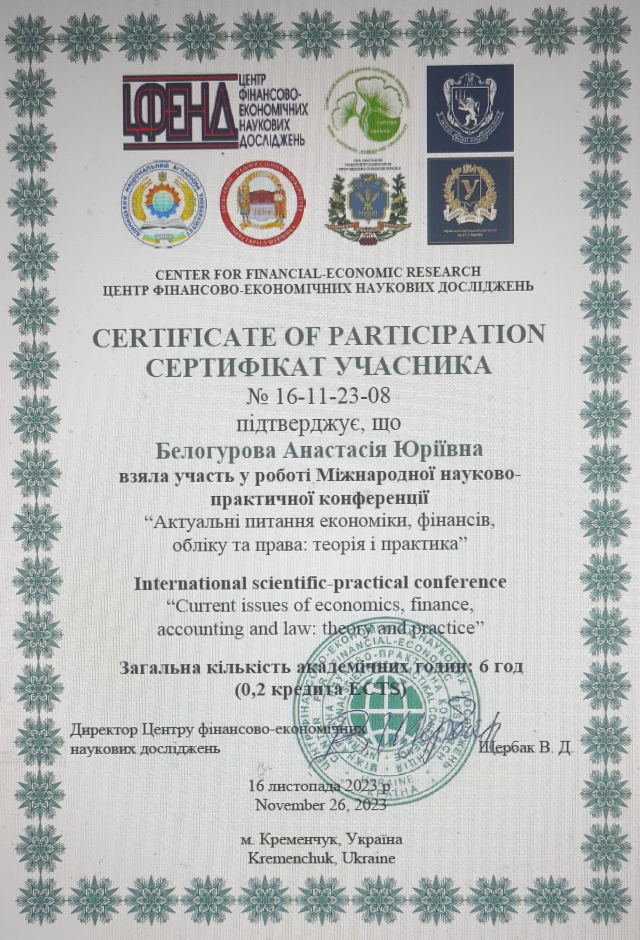 ЦФЕНД
ЦЕНТР
ФІНАНСОВО-
ЕКОНОМІЧНИХ
НАУКОВИХ
ДОСЛІДЖЕНЬ
CENTER FOR FINANCIAL-ECONOMIC RESEARCH
ЦЕНТР ФІНАНСОВО-ЕКОНОМІЧНИХ НАУКОВИХ ДОСЛІДЖЕНЬ
CERTIFICATE OF PARTICIPATION
СЕРТИФІКАТ УЧАСНИКА
№ 16-11-23-08
підтверджує, що
Белогурова Анастасія Юріївна
взяла участь у роботі Міжнародної науково-
практичної конференції
“Актуальні питання економіки, фінансів,
обліку та права: теорія і практика”
International scientific-practical conference
“Current issues of economics, finance,
accounting and law: theory and practice”
Загальна кількість академічних годин: 6 год
(0,2 кредита ECTS)
Директор Центру фінансово-економічних
наукових досліджень
Щербак В. Д.
UKRAINE
УКРАЇНА
16 листопада 2023 р
November 26, 2023
м. Кременчук, Україна
Kremenchuk, Ukraine